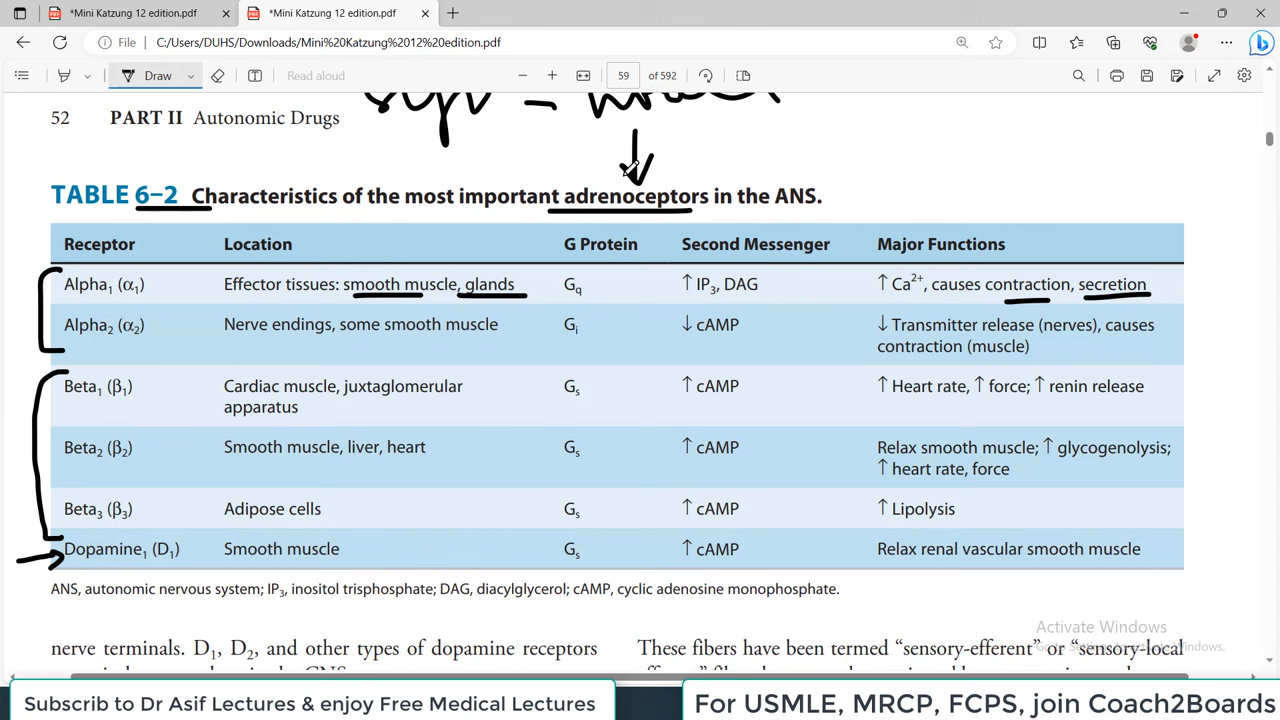 *Mini Katzung 12 edition.pdf
*Mini Katzung 12 edition.pdf
File C:/Users/DUHS/Downloads/Mini%20Katzung%2012%20edition.pdf
Draw Read aloud 59 of 592
52 PART II Autonomic Drugs
TABLE 6–2 Characteristics of the most important adrenoceptors in the ANS.
Receptor Location G Protein Second Messenger Major Functions
Alpha₁ (α₁) Effector tissues: smooth muscle, glands Gq ↑ IP₃, DAG ↑ Ca²⁺, causes contraction, secretion
Alpha₂ (α₂) Nerve endings, some smooth muscle Gi ↓ cAMP ↓ Transmitter release (nerves), causes
contraction (muscle)
Beta₁ (β₁) Cardiac muscle, juxtaglomerular Gs ↑ cAMP ↑ Heart rate, ↑ force; ↑ renin release
apparatus
Beta₂ (β₂) Smooth muscle, liver, heart Gs ↑ cAMP Relax smooth muscle; ↑ glycogenolysis;
↑ heart rate, force
Beta₃ (β₃) Adipose cells Gs ↑ cAMP ↑ Lipolysis
Dopamine₁ (D₁) Smooth muscle Gs ↑ cAMP Relax renal vascular smooth muscle
ANS, autonomic nervous system; IP₃, inositol trisphosphate; DAG, diacylglycerol; cAMP, cyclic adenosine monophosphate.
nerve terminals. D₁, D₂, and other types of dopamine receptors
These fibers have been termed “sensory-efferent” or “sensory-local
Activate Windows
Go to Settings to activate Windows.
Subscrib to Dr Asif Lectures & enjoy Free Medical Lectures
For USMLE, MRCP, FCPS, join Coach2Boards